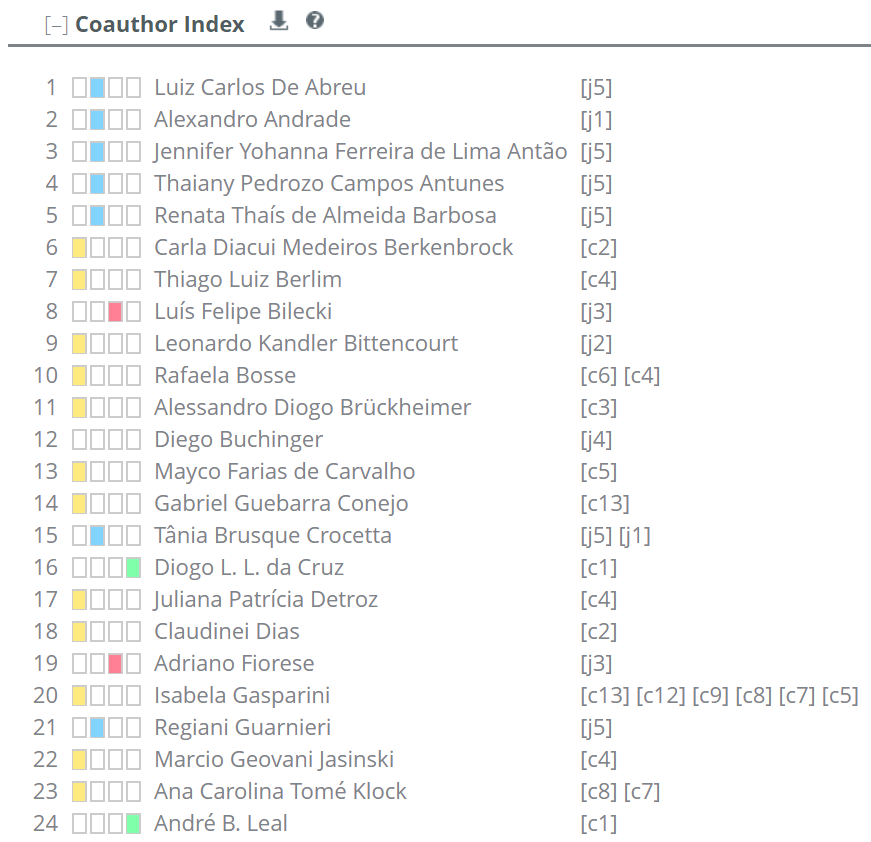 [−] Coauthor Index ?
1 Luiz Carlos De Abreu [j5]
2 Alexandro Andrade [j1]
3 Jennifer Yohanna Ferreira de Lima Antão [j5]
4 Thaiany Pedrozo Campos Antunes [j5]
5 Renata Thaís de Almeida Barbosa [j5]
6 Carla Diacui Medeiros Berkenbrock [c2]
7 Thiago Luiz Berlim [c4]
8 Luís Felipe Bilecki [j3]
9 Leonardo Kandler Bittencourt [j2]
10 Rafaela Bosse [c6] [c4]
11 Alessandro Diogo Brückheimer [c3]
12 Diego Buchinger [j4]
13 Mayco Farias de Carvalho [c5]
14 Gabriel Guebarra Conejo [c13]
15 Tânia Brusque Crocetta [j5] [j1]
16 Diogo L. L. da Cruz [c1]
17 Juliana Patrícia Detroz [c4]
18 Claudinei Dias [c2]
19 Adriano Fiorese [j3]
20 Isabela Gasparini [c13] [c12] [c9] [c8] [c7] [c5]
21 Regiani Guarnieri [j5]
22 Marcio Geovani Jasinski [c4]
23 Ana Carolina Tomé Klock [c8] [c7]
24 André B. Leal [c1]